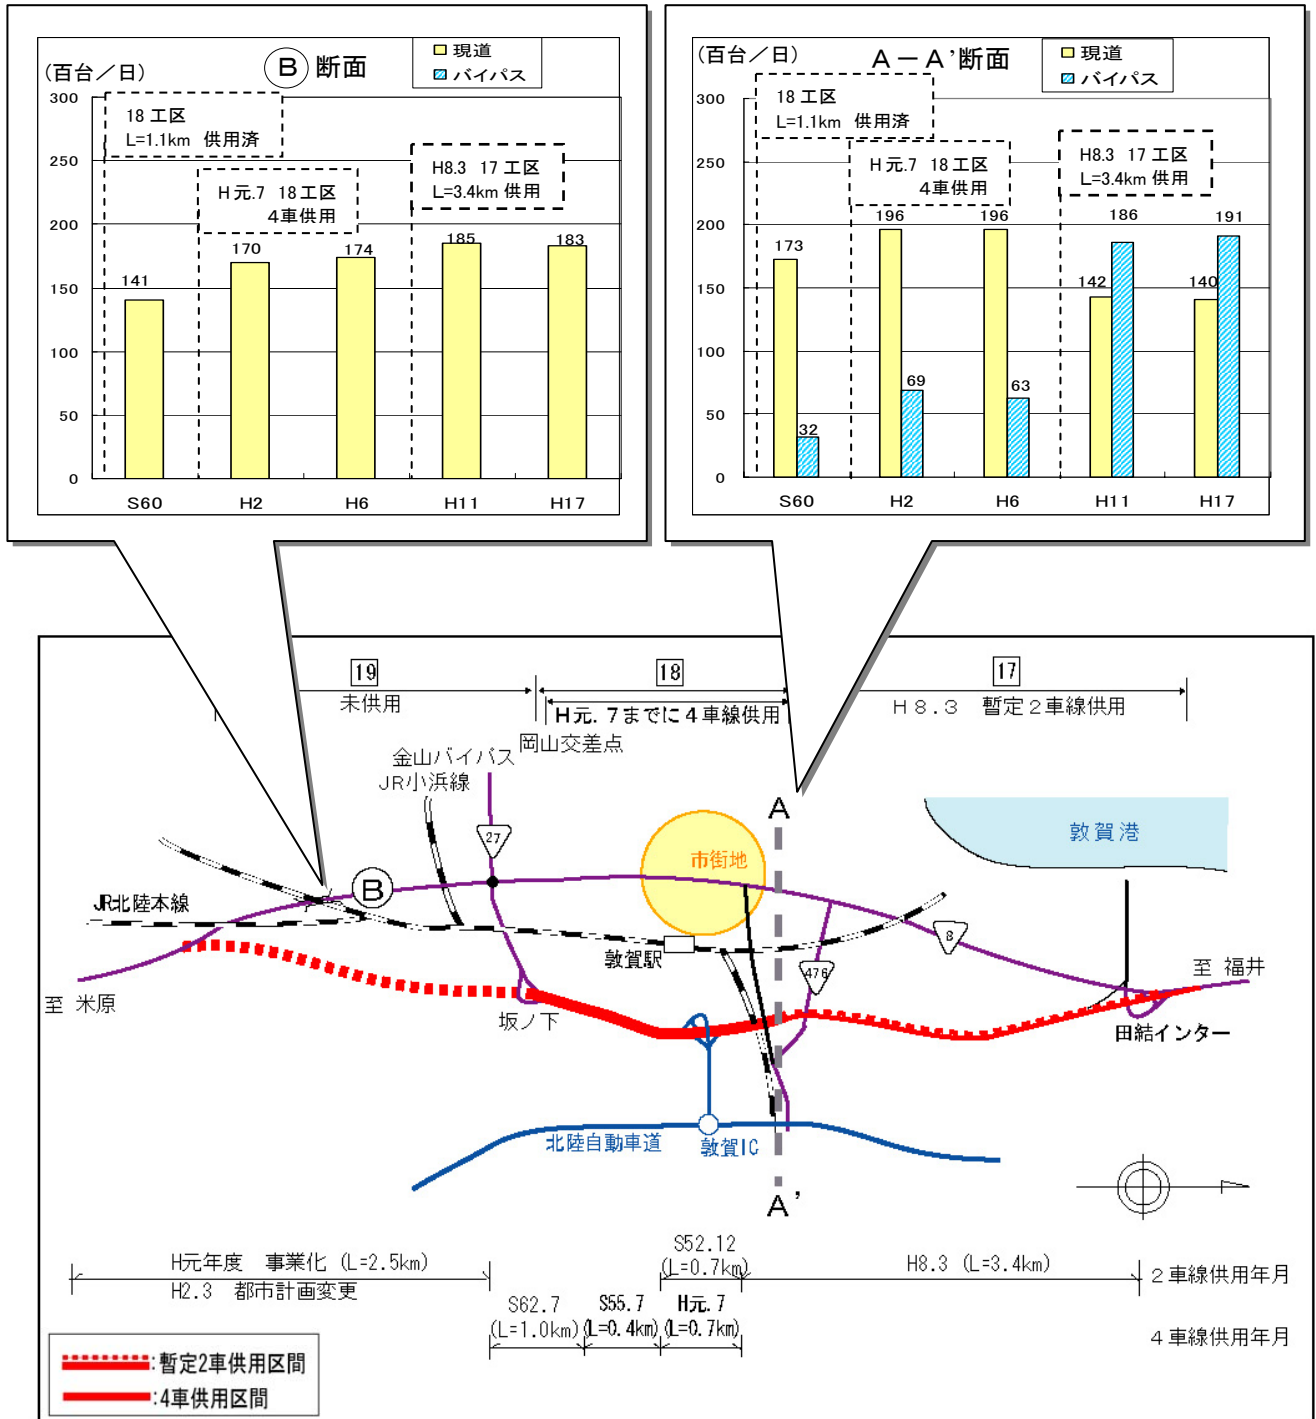 Ⓑ 断面
現道
バイパス
(百台／日)
300
250
200
150
100
50
0
18 工区
L=1.1km 供用済
H元.7 18 工区
4車供用
H8.3 17 工区
L=3.4km 供用
141
170
174
185
183
S60
H2
H6
H11
H17
A－A’断面
現道
バイパス
(百台／日)
300
250
200
150
100
50
0
18 工区
L=1.1km 供用済
H元.7 18 工区
4車供用
H8.3 17 工区
L=3.4km 供用
173
32
196
69
196
63
142
186
140
191
S60
H2
H6
H11
H17
19
未供用
18
H元.7までに4車線供用
17
H8.3 暫定2車線供用
岡山交差点
金山バイパス
JR小浜線
27
A
敦賀港
市街地
B
JR北陸本線
8
敦賀駅
476
至 福井
至 米原
坂ノ下
田結インター
北陸自動車道
敦賀IC
A’
H元年度 事業化 (L=2.5km)
H2.3 都市計画変更
S52.12
(L=0.7km)
H8.3 (L=3.4km)
2車線供用年月
S62.7
(L=1.0km)
S55.7
(L=0.4km)
H元.7
(L=0.7km)
4車線供用年月
:暫定2車供用区間
:4車供用区間